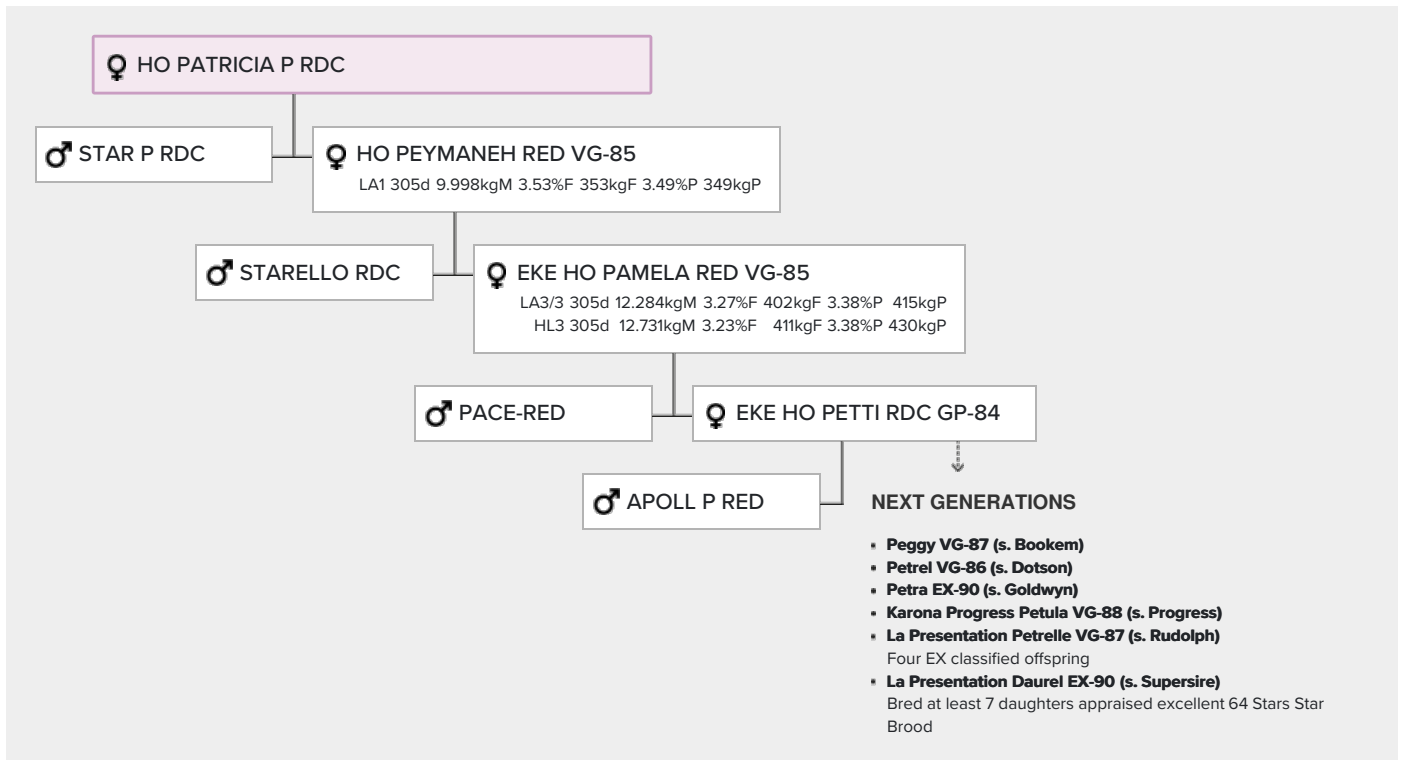 HO PATRICIA P RDC
STAR P RDC
HO PEYMANEH RED VG-85
LA1 305d 9.998kgM 3.53%F 353kgF 3.49%P 349kgP
STARELLO RDC
EKE HO PAMELA RED VG-85
LA3/3 305d 12.284kgM 3.27%F 402kgF 3.38%P 415kgP
HL3 305d 12.731kgM 3.23%F 411kgF 3.38%P 430kgP
PACE-RED
EKE HO PETTI RDC GP-84
APOLL P RED
NEXT GENERATIONS
Peggy VG-87 (s. Bookem)
Petrel VG-86 (s. Dotson)
Petra EX-90 (s. Goldwyn)
Karona Progress Petula VG-88 (s. Progress)
La Presentation Petrelle VG-87 (s. Rudolph)
Four EX classified offspring
La Presentation Daurel EX-90 (s. Supersire)
Bred at least 7 daughters appraised excellent 64 Stars Star
Brood